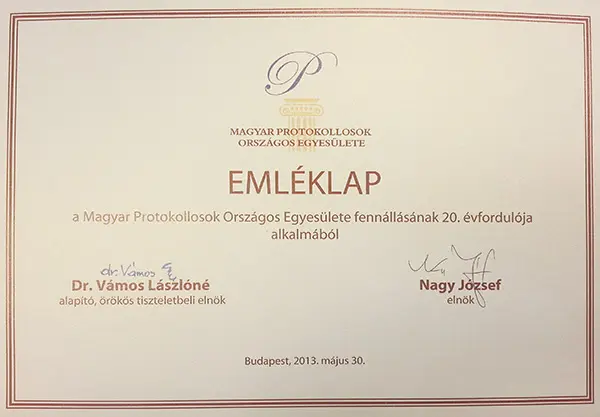 P
MAGYAR PROTOKOLLOSOK
ORSZÁGOS EGYESÜLETE
EMLÉKLAP
a Magyar Protokollosok Országos Egyesülete fennállásának 20. évfordulója
alkalmából
dr. Vámos
Dr. Vámos Lászlóné
alapító, örökös tiszteletbeli elnök
Nagy József
elnök
Budapest, 2013. május 30.